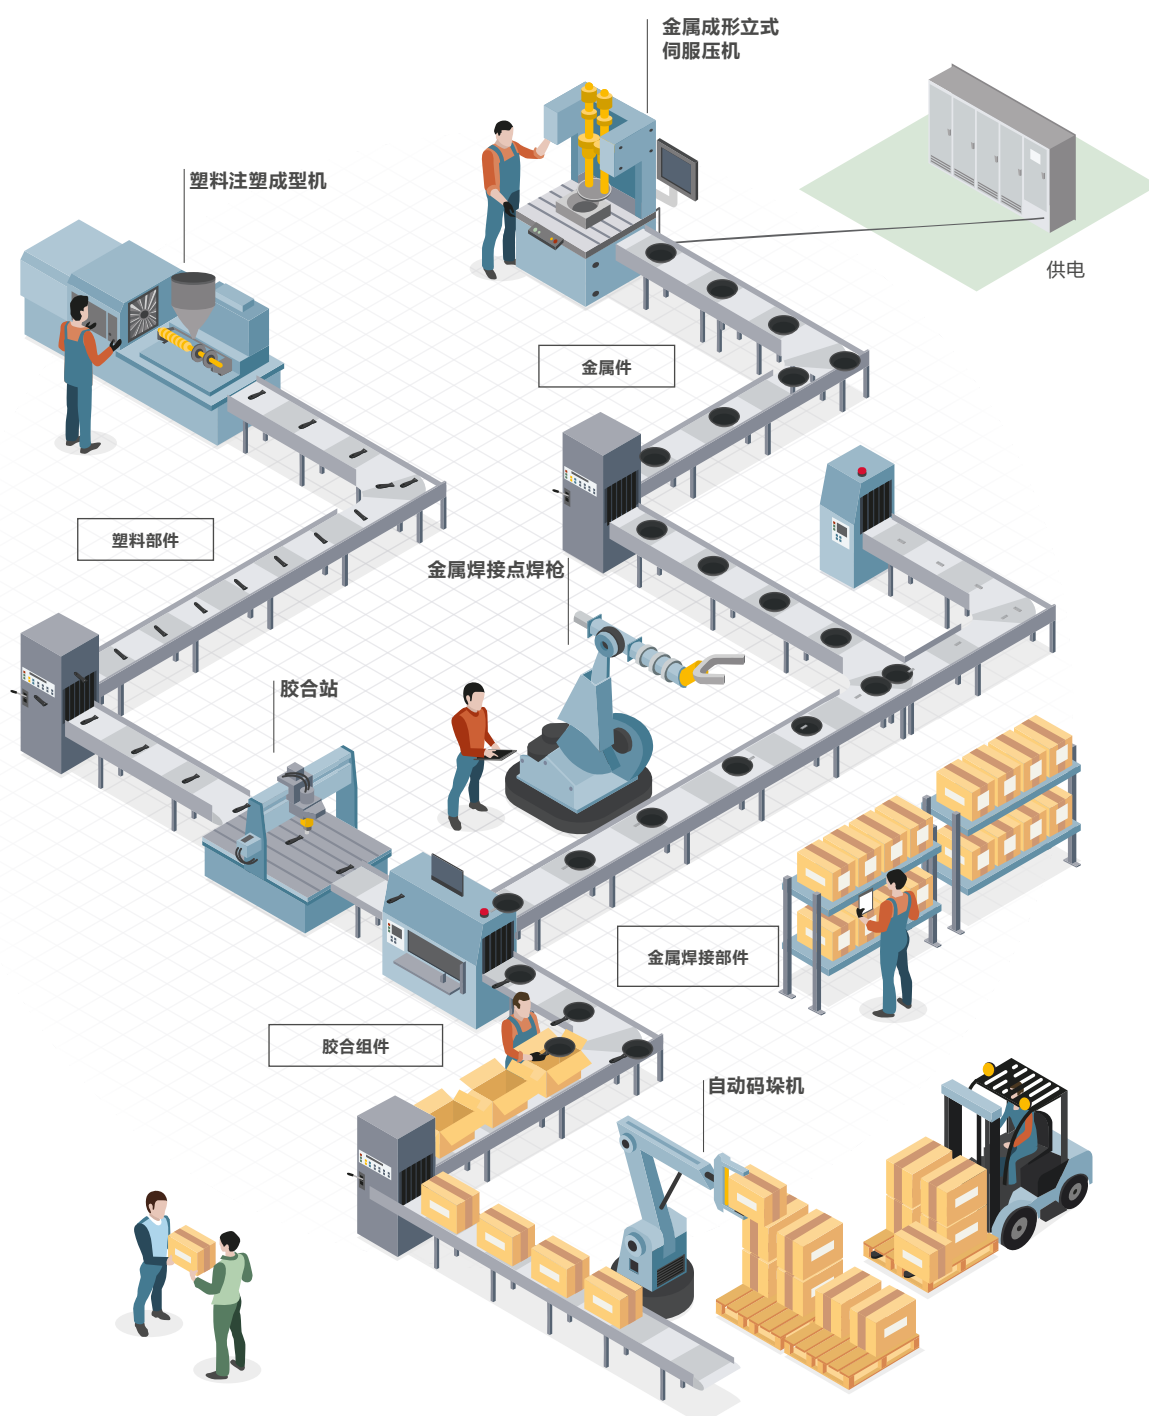 金属成形立式
伺服压机
塑料注塑成型机
供电
金属件
塑料部件
金属焊接点焊枪
胶合站
金属焊接部件
胶合组件
自动码垛机